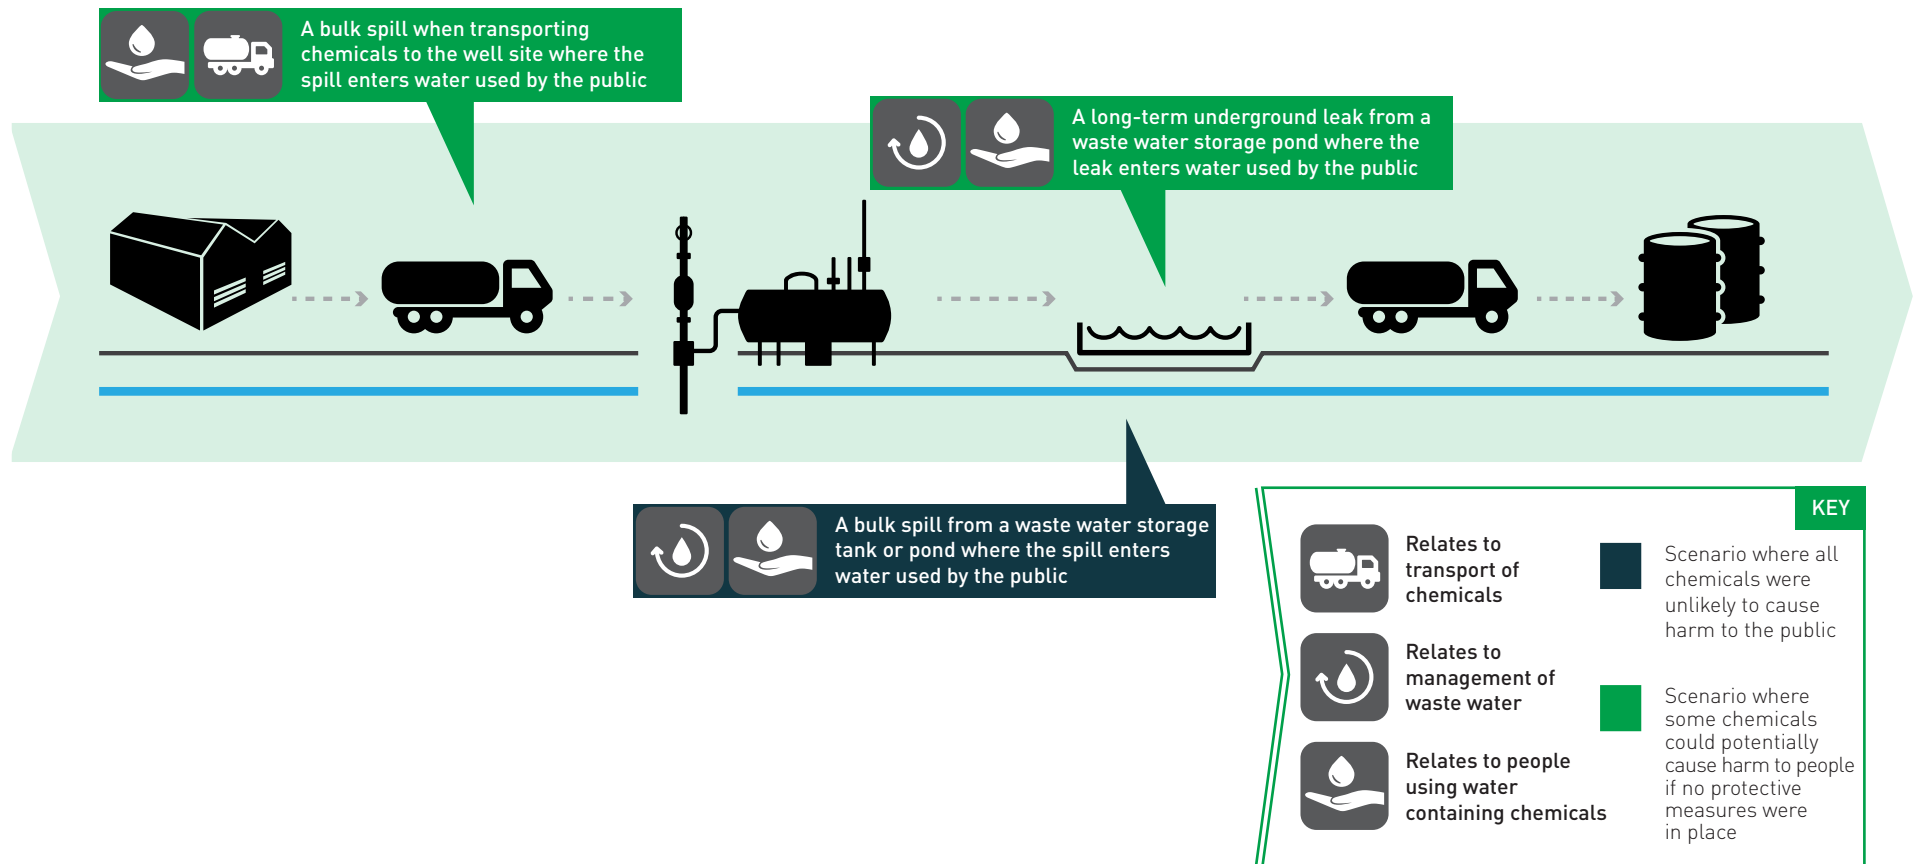 A bulk spill when transporting
chemicals to the well site where the
spill enters water used by the public
A long-term underground leak from a
waste water storage pond where the
leak enters water used by the public
A bulk spill from a waste water storage
tank or pond where the spill enters
water used by the public
KEY
Relates to
transport of
chemicals
Relates to
management of
waste water
Relates to people
using water
containing chemicals
Scenario where all
chemicals were
unlikely to cause
harm to the public
Scenario where
some chemicals
could potentially
cause harm to people
if no protective
measures were
in place